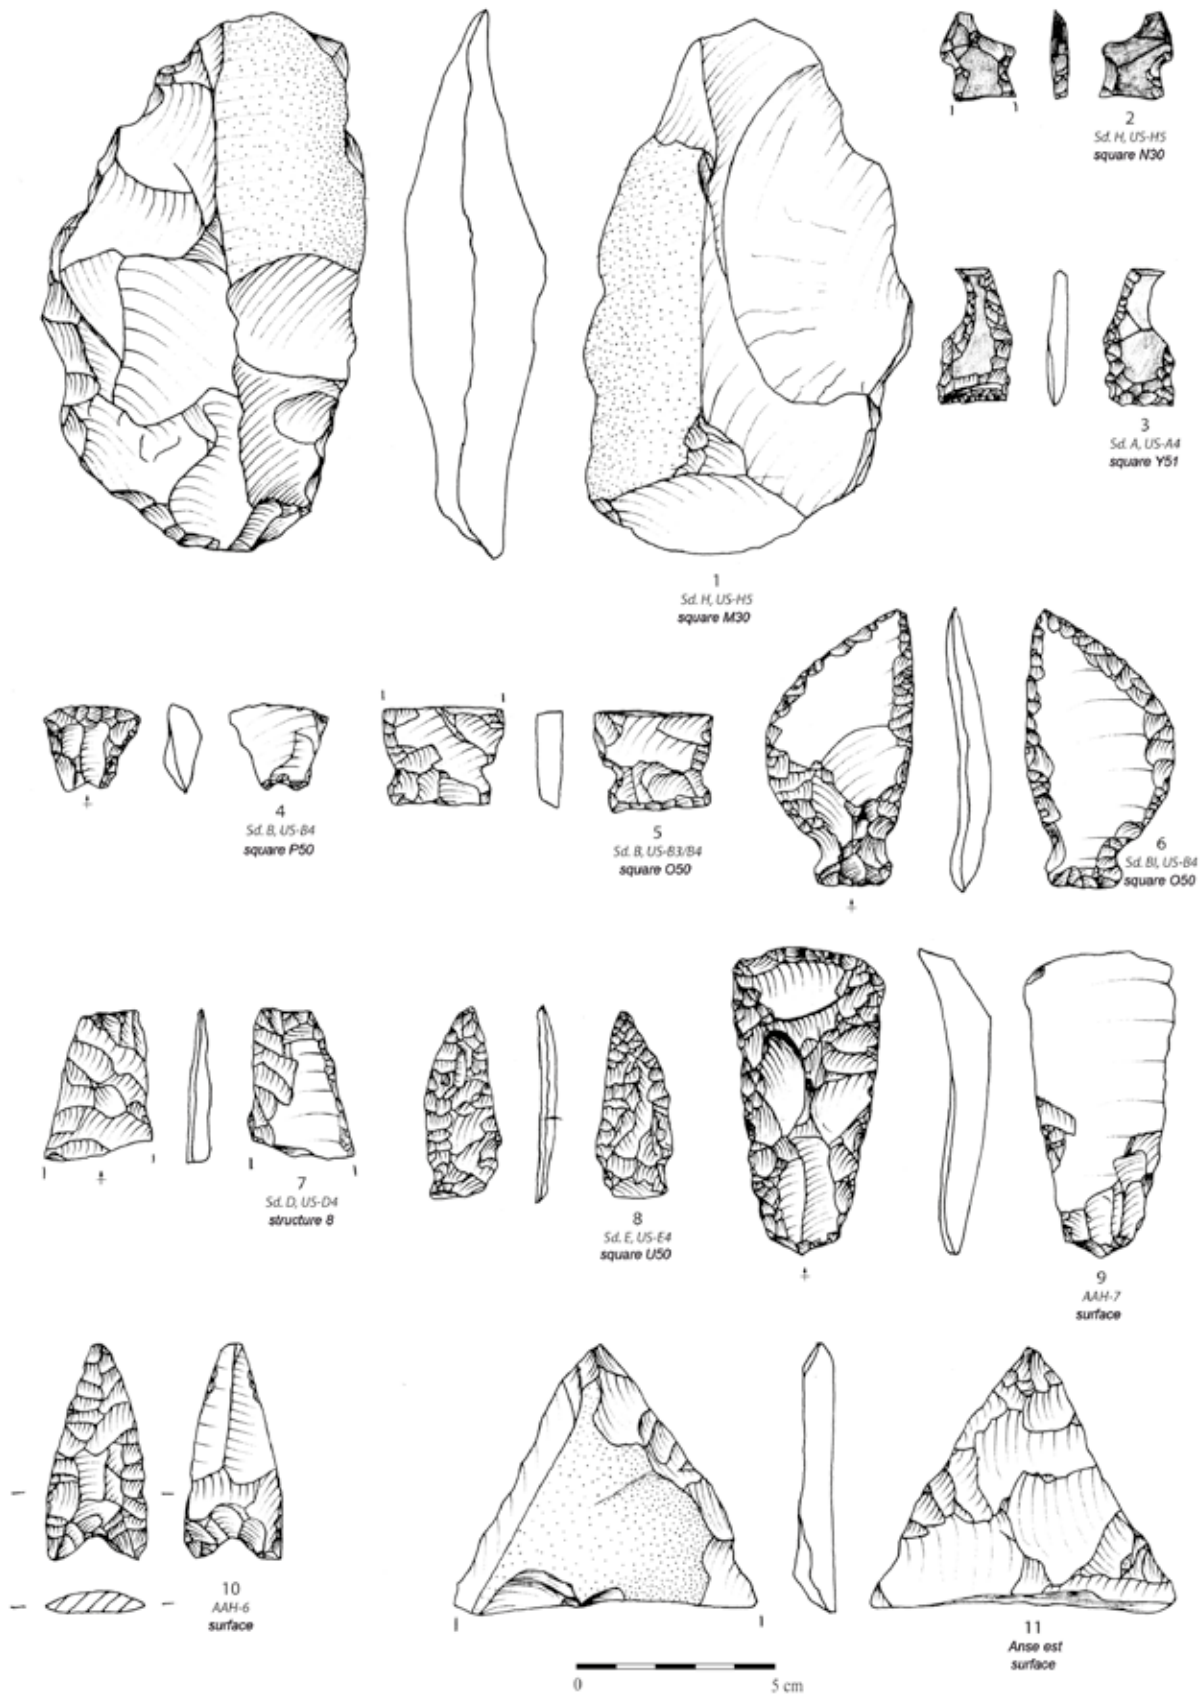 2
Sd. H, US-H5
square N30
3
Sd. A, US-A4
square Y51
1
Sd. H, US-H5
square M30
4
Sd. B, US-B4
square P50
5
Sd. B, US-B3/B4
square O50
6
Sd. BI, US-B4
square O50
7
Sd. D, US-D4
structure 8
8
Sd. E, US-E4
square U50
9
AAH-7
surface
10
AAH-6
surface
11
Anse est
surface
0 5 cm